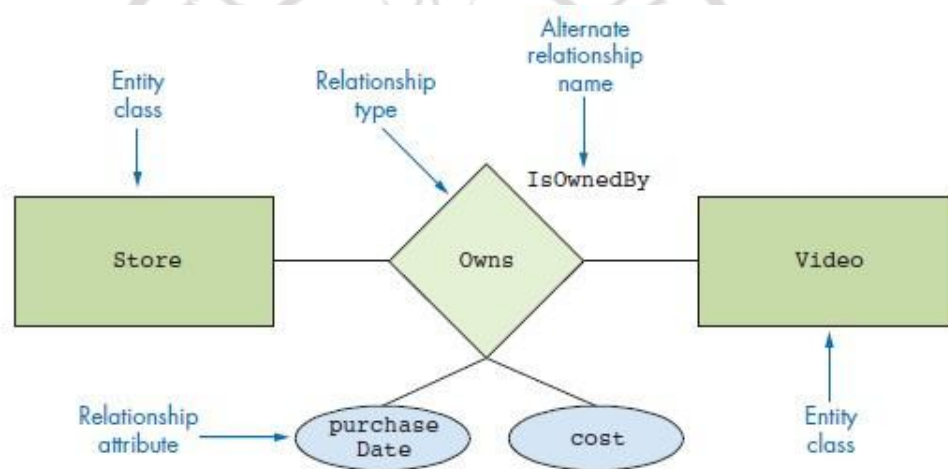 Alternate
relationship
name
Entity
class
Relationship
type
IsOwnedBy
Store
Owns
Video
Relationship
attribute
purchase
Date
cost
Entity
class